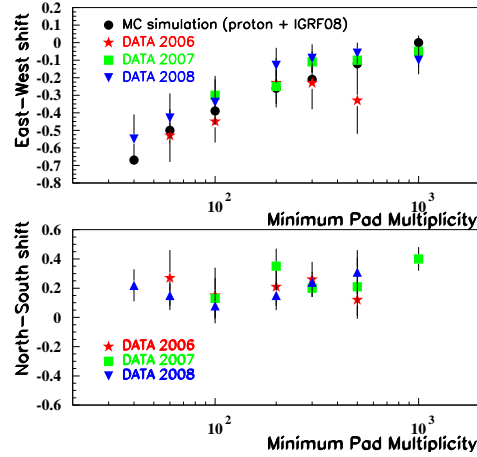 0.2
0.1
0
-0.1
-0.2
-0.3
-0.4
-0.5
-0.6
-0.7
-0.8
East-West shift
MC simulation (proton + IGRF08)
DATA 2006
DATA 2007
DATA 2008
10²
10³
Minimum Pad Multiplicity
0.6
0.4
0.2
0
-0.2
-0.4
-0.6
North-South shift
DATA 2006
DATA 2007
DATA 2008
10²
10³
Minimum Pad Multiplicity